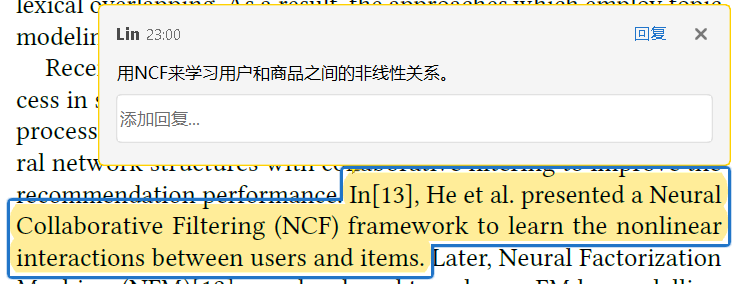 lexical overlapping. As a result, the approaches which employ topic
modelin
Lin 23:00 回复
Rece
用NCF来学习用户和商品之间的非线性关系。
cess in s
添加回复...
process
ral network structures with collaborative filtering to improve the
recommendation performance. In[13], He et al. presented a Neural
Collaborative Filtering (NCF) framework to learn the nonlinear
interactions between users and items. Later, Neural Factorization